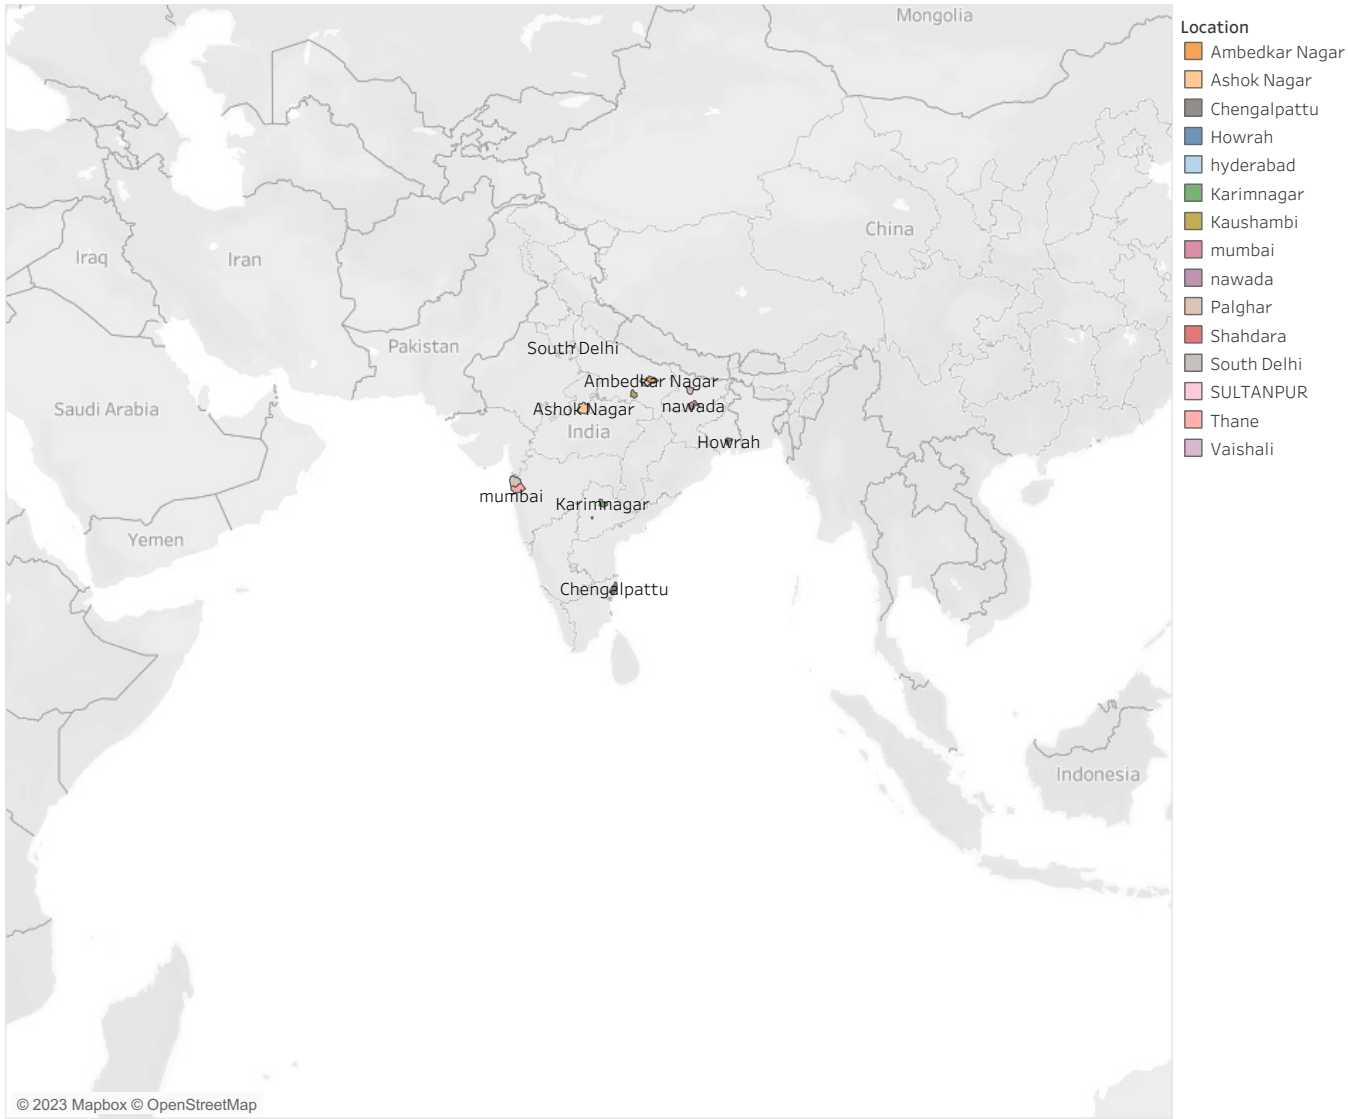 Mongolia
China
Iraq
Iran
Pakistan
South Delhi
Ambedkar Nagar
nawada
Ashok Nagar
Saudi Arabia
India
Howrah
mumbai
Karimnagar
Yemen
Chengalpattu
Indonesia
© 2023 Mapbox © OpenStreetMap
Location
Ambedkar Nagar
Ashok Nagar
Chengalpattu
Howrah
hyderabad
Karimnagar
Kaushambi
mumbai
nawada
Palghar
Shahdara
South Delhi
SULTANPUR
Thane
Vaishali